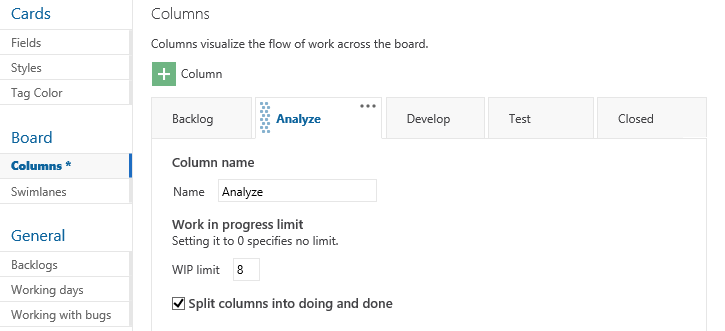 Cards
Fields
Styles
Tag Color
Board
Columns *
Swimlanes
General
Backlogs
Working days
Working with bugs
Columns
Columns visualize the flow of work across the board.
+ Column
Backlog Analyze ••• Develop Test Closed
Column name
Name Analyze
Work in progress limit
Setting it to 0 specifies no limit.
WIP limit 8
Split columns into doing and done